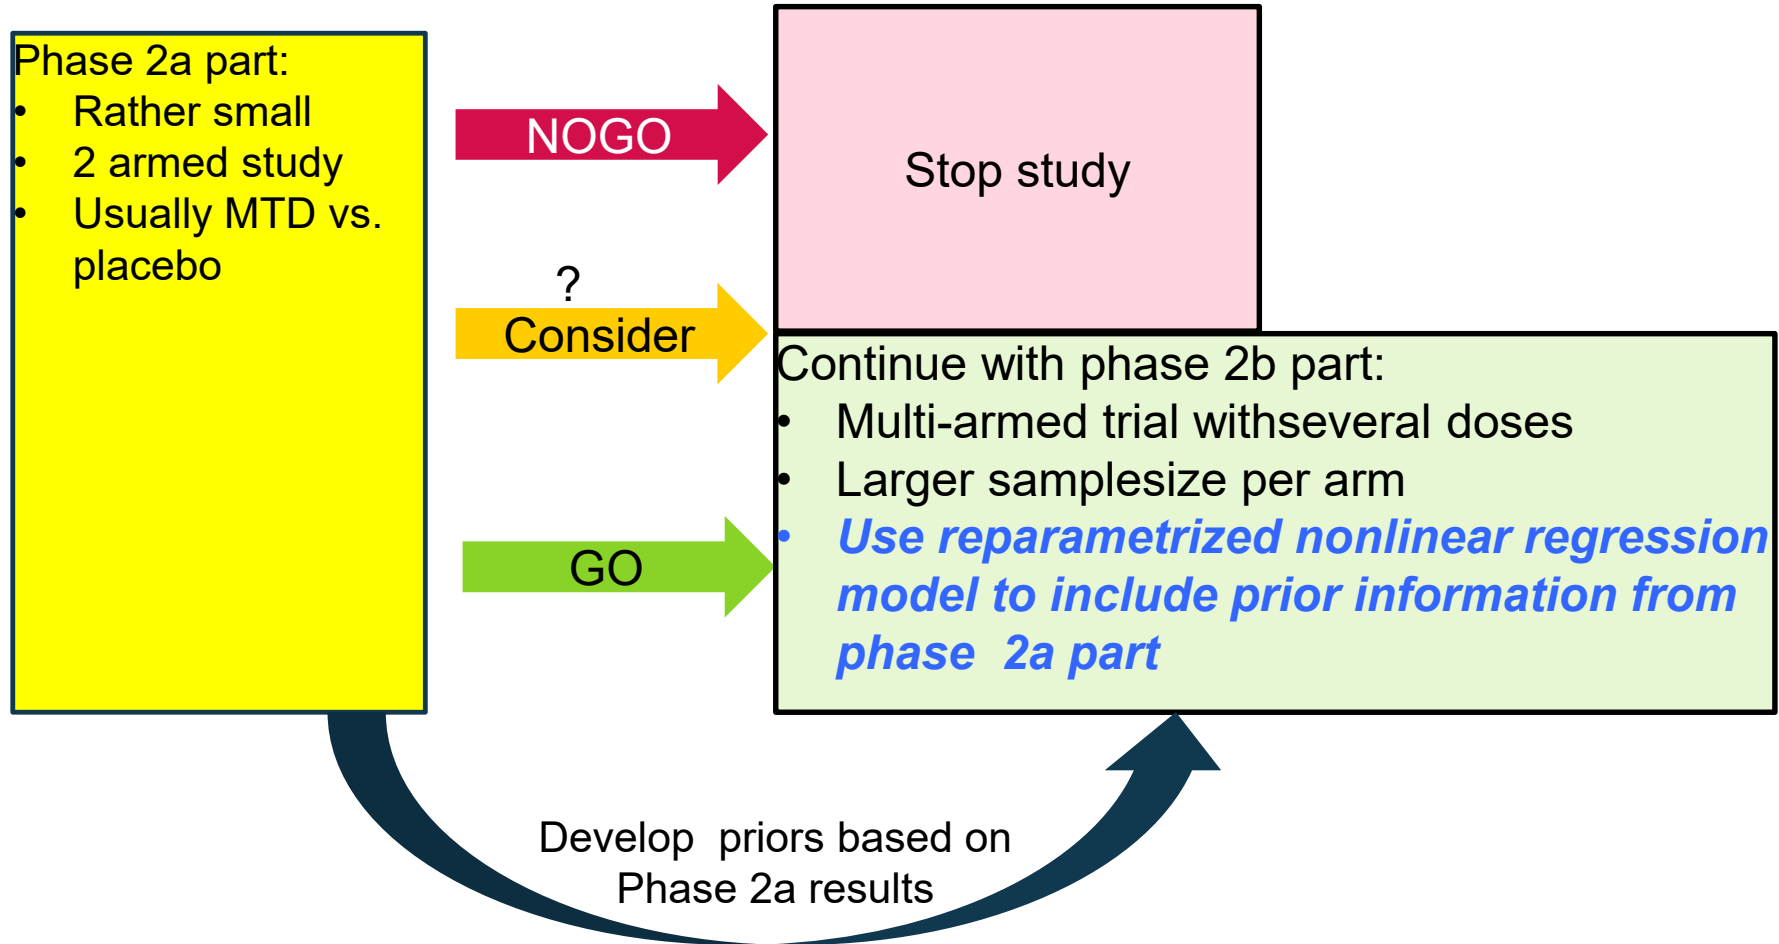 Phase 2a part:
• Rather small
• 2 armed study
• Usually MTD vs.
placebo
NOGO
Stop study
?
Consider
Continue with phase 2b part:
• Multi-armed trial withseveral doses
• Larger samplesize per arm
• Use reparametrized nonlinear regression
model to include prior information from
phase  2a part
GO
Develop  priors based on
Phase 2a results